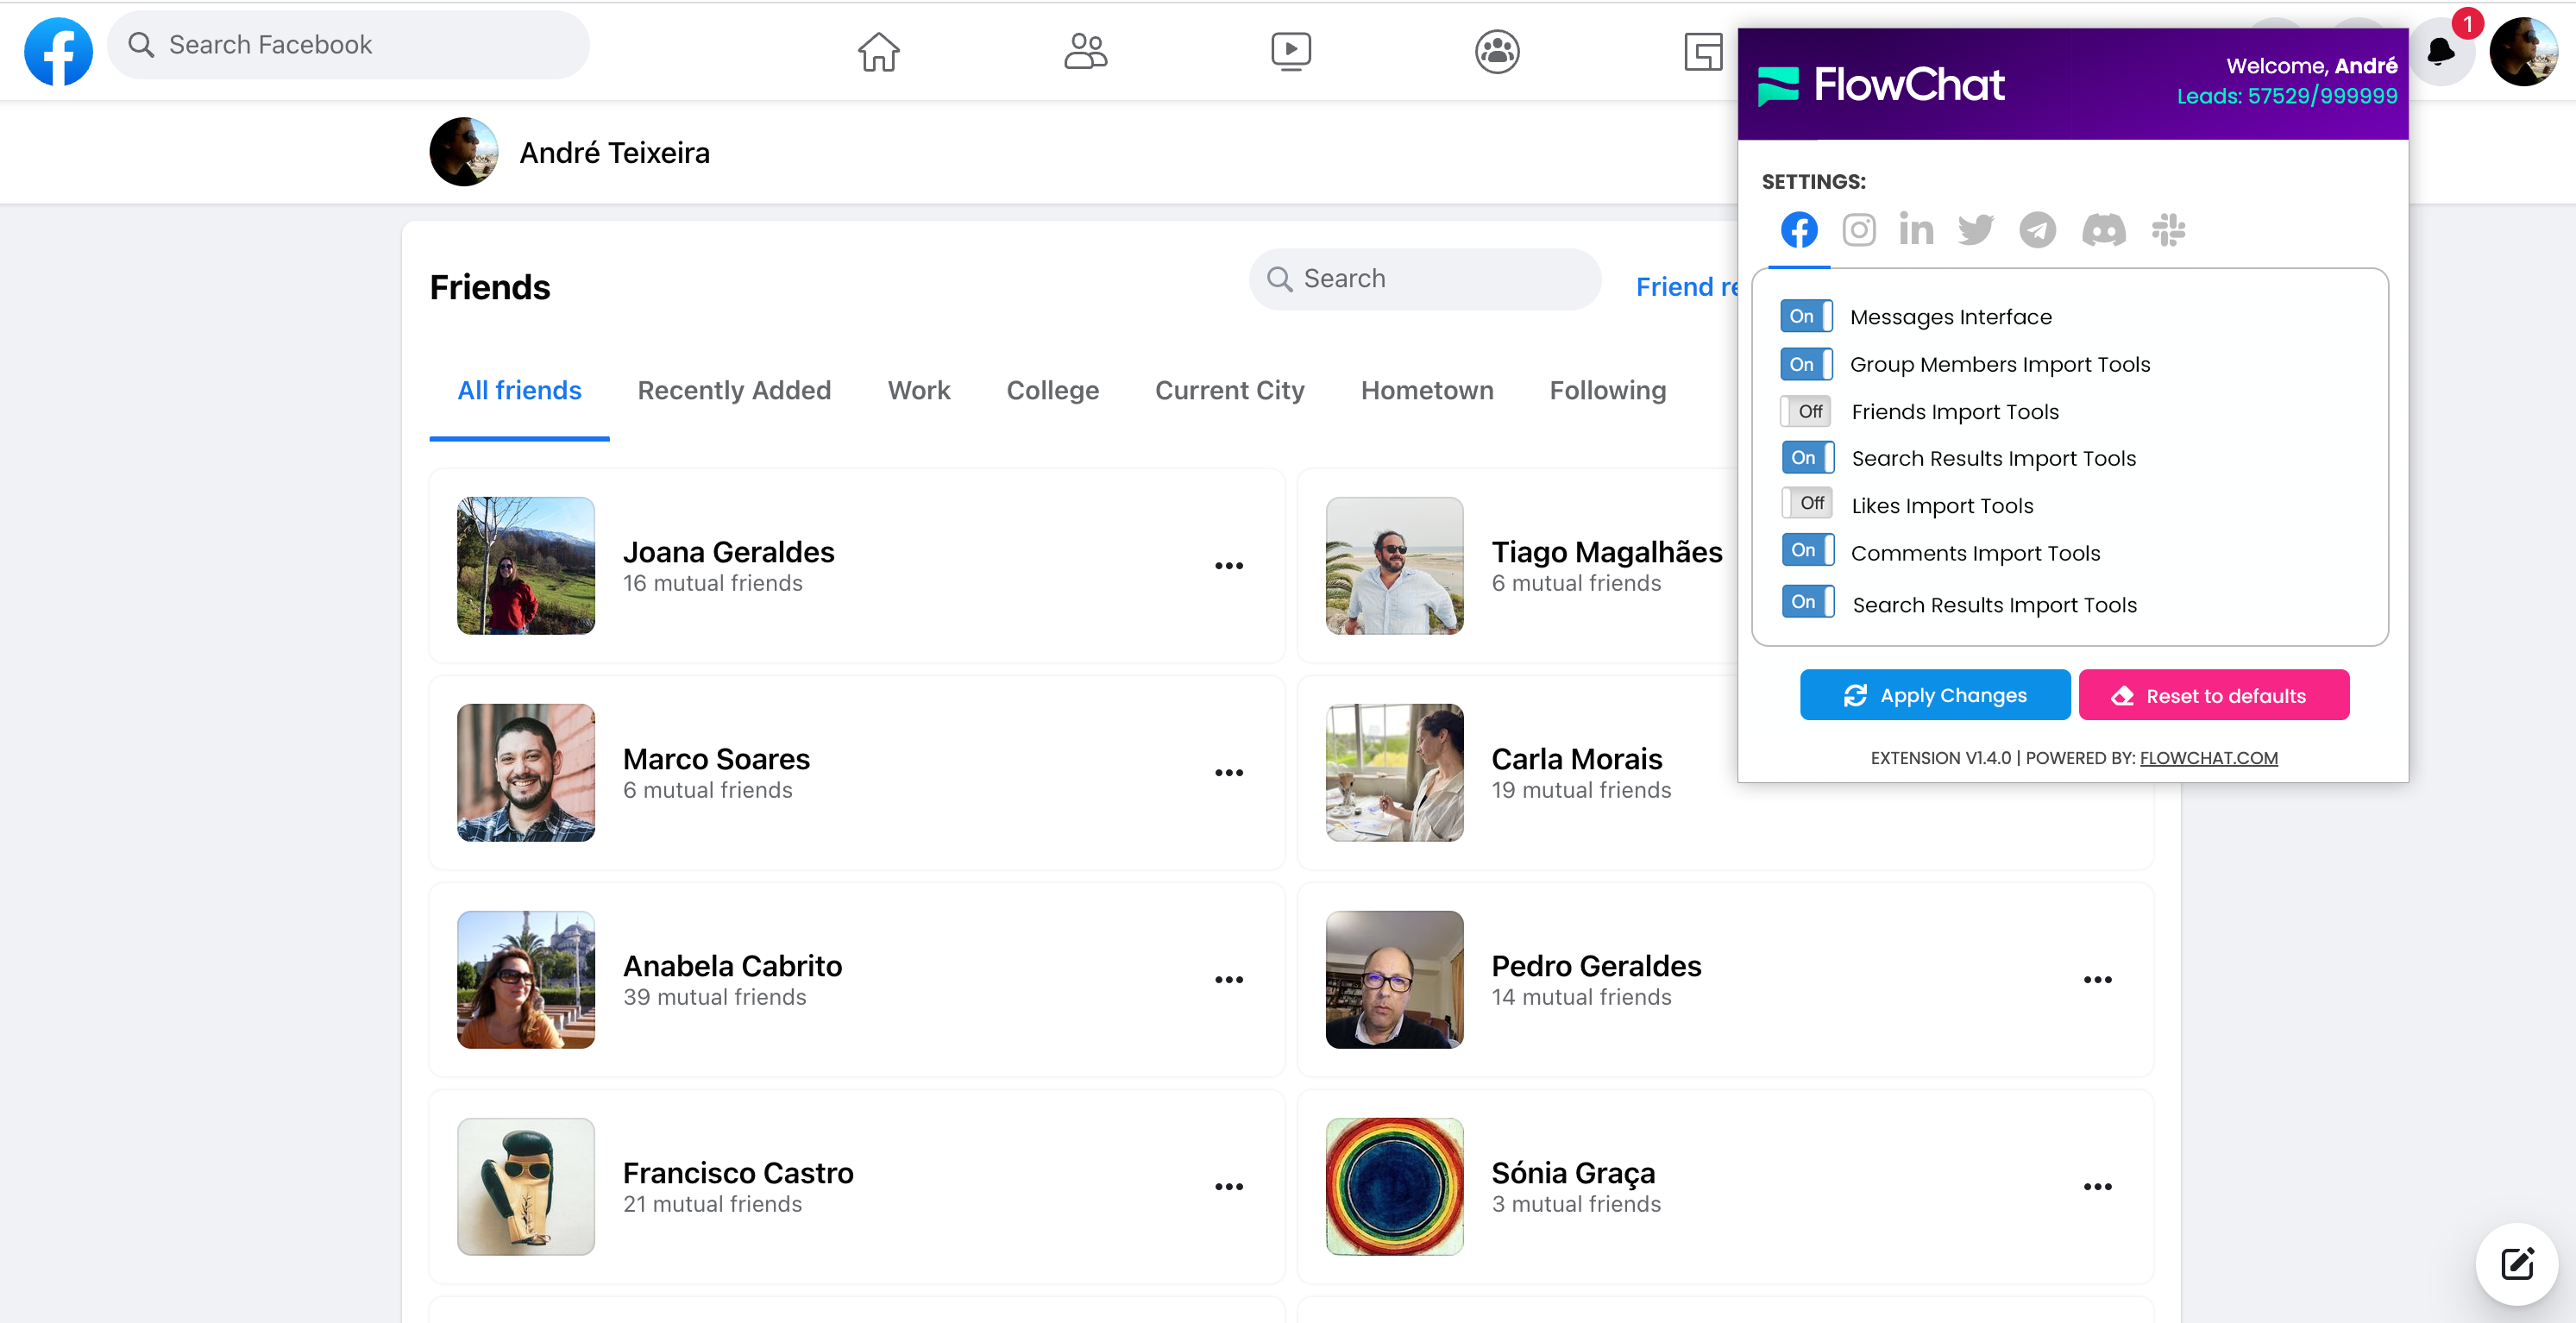 Search Facebook
1
André Teixeira
FlowChat
Welcome, André
Leads: 57529/999999
SETTINGS:
On Messages Interface
On Group Members Import Tools
Off Friends Import Tools
On Search Results Import Tools
Off Likes Import Tools
On Comments Import Tools
On Search Results Import Tools
Apply Changes
Reset to defaults
EXTENSION V1.4.0 | POWERED BY: FLOWCHAT.COM
Friends
Search
Friend re
All friends
Recently Added
Work
College
Current City
Hometown
Following
Joana Geraldes
16 mutual friends
Tiago Magalhães
6 mutual friends
Marco Soares
6 mutual friends
Carla Morais
19 mutual friends
Anabela Cabrito
39 mutual friends
Pedro Geraldes
14 mutual friends
Francisco Castro
21 mutual friends
Sónia Graça
3 mutual friends